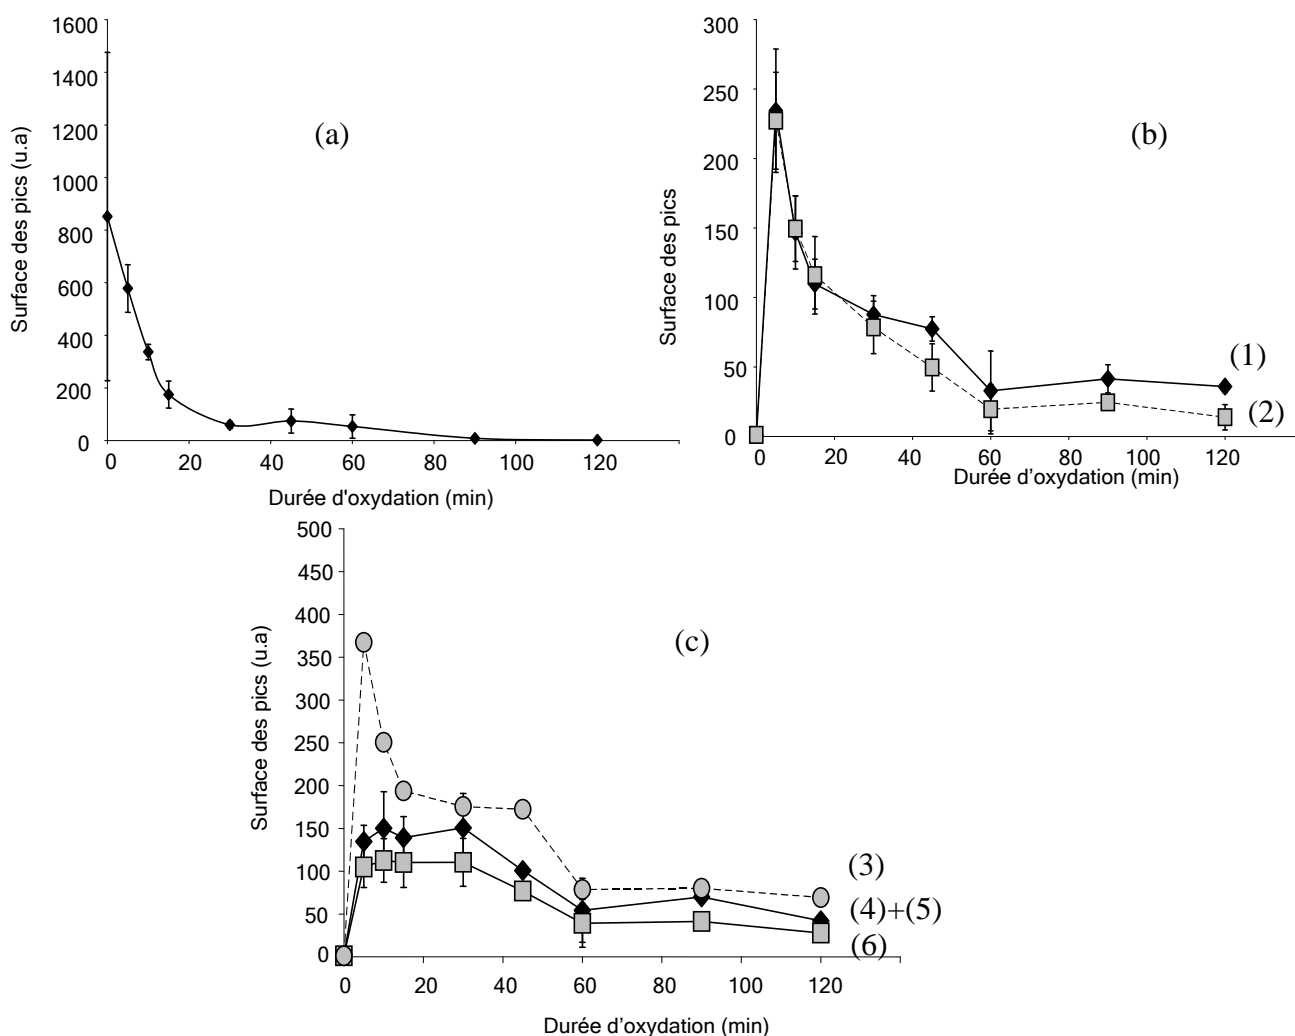 1600
1400
1200
1000
800
600
400
200
0
Surface des pics (u.a)
(a)
0 20 40 60 80 100 120
Durée d'oxydation (min)
300
250
200
150
100
50
0
Surface des pics
(b)
(1)
(2)
0 20 40 60 80 100 120
Durée d’oxydation (min)
500
450
400
350
300
250
200
150
100
50
0
Surface des pics (u.a)
(c)
(3)
(4)+(5)
(6)
0 20 40 60 80 100 120
Durée d’oxydation (min)